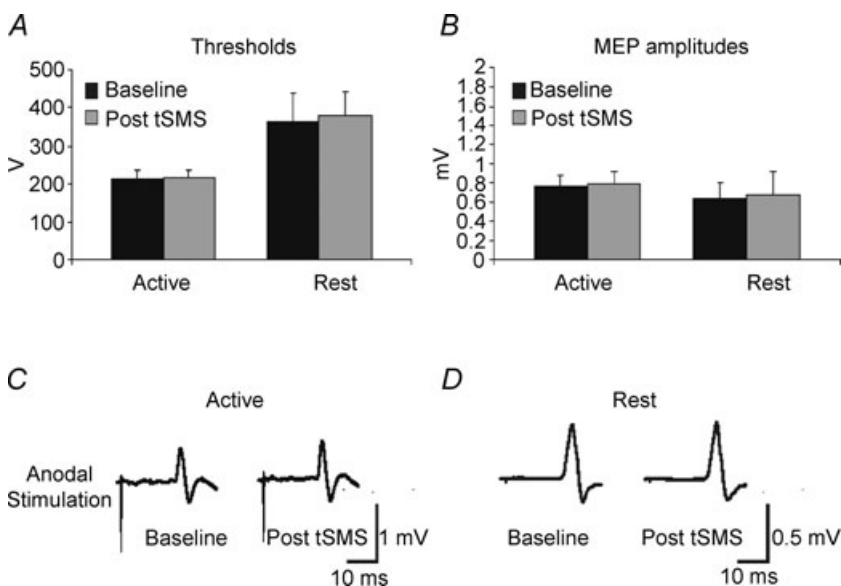 A
Thresholds
500
400
300
200
100
0
V
Baseline
Post tSMS
Active
Rest
B
MEP amplitudes
2
1.8
1.6
1.4
1.2
1
0.8
0.6
0.4
0.2
0
mV
Baseline
Post tSMS
Active
Rest
C
Active
Anodal
Stimulation
Baseline
Post tSMS
1 mV
10 ms
D
Rest
Baseline
Post tSMS
0.5 mV
10 ms